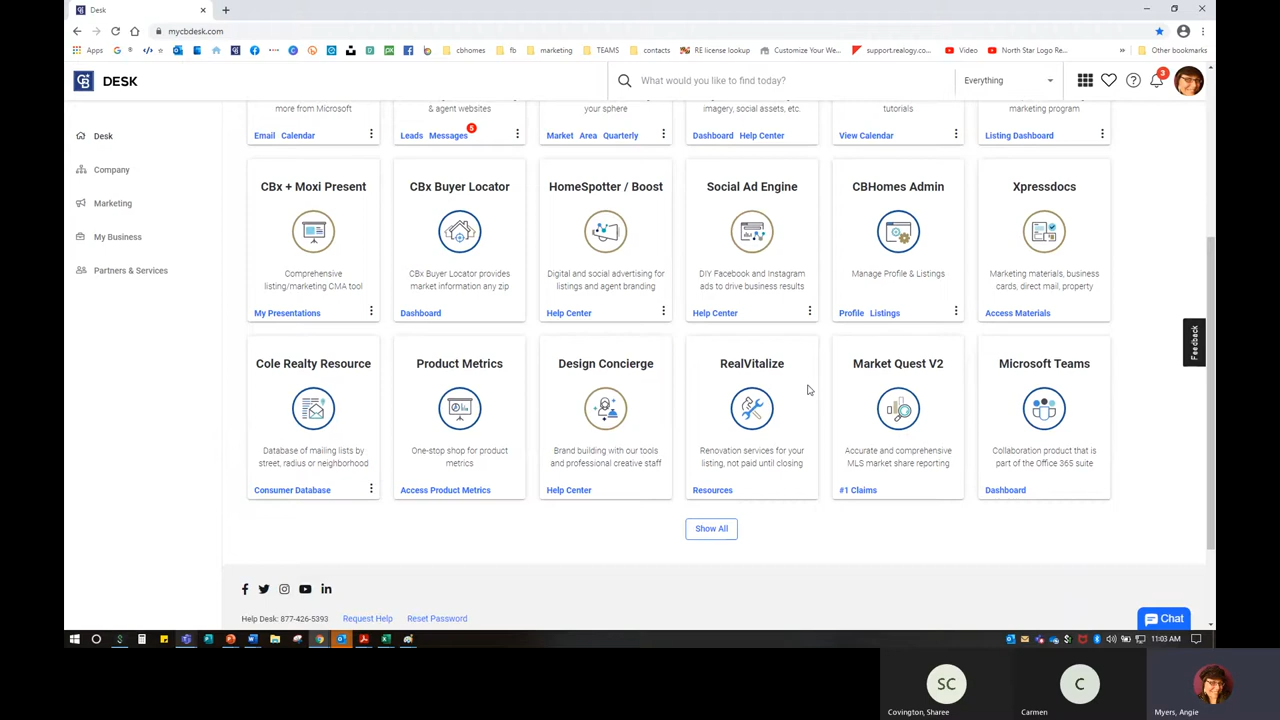 Desk
mycbdesk.com
Apps G 8 cbhomes fb marketing TEAMS contacts RE license lookup Customize Your We... support.realogy.co... Video North Star Logo Re... » Other bookmarks
CB DESK What would you like to find today? Everything 3
Desk
Company
Marketing
My Business
Partners & Services
more from Microsoft & agent websites your sphere imagery, social assets, etc. tutorials marketing program
Email Calendar Leads Messages 5 Market Area Quarterly Dashboard Help Center View Calendar Listing Dashboard
CBx + Moxi Present
Comprehensive
listing/marketing CMA tool
My Presentations
CBx Buyer Locator
CBx Buyer Locator provides
market information any zip
Dashboard
HomeSpotter / Boost
Digital and social advertising for
listings and agent branding
Help Center
Social Ad Engine
DIY Facebook and Instagram
ads to drive business results
Help Center
CBHomes Admin
Manage Profile & Listings
Profile Listings
Xpressdocs
Marketing materials, business
cards, direct mail, property
Access Materials
Cole Realty Resource
Database of mailing lists by
street, radius or neighborhood
Consumer Database
Product Metrics
One-stop shop for product
metrics
Access Product Metrics
Design Concierge
Brand building with our tools
and professional creative staff
Help Center
RealVitalize
Renovation services for your
listing, not paid until closing
Resources
Market Quest V2
Accurate and comprehensive
MLS market share reporting
#1 Claims
Microsoft Teams
Collaboration product that is
part of the Office 365 suite
Dashboard
Show All
Feedback
Help Desk: 877-426-5393 Request Help Reset Password
Chat
11:03 AM
SC
Covington, Sharee
C
Carmen
Myers, Angie